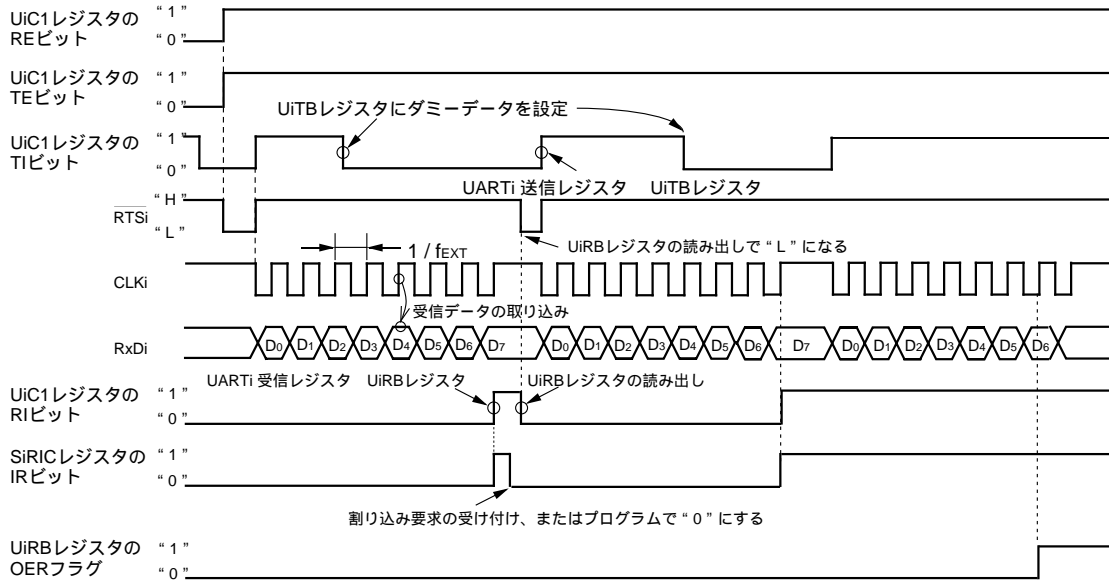 UiC1レジスタの
REビット
“ 1 ”
“ 0 ”
UiC1レジスタの
TEビット
“ 1 ”
“ 0 ”
UiTBレジスタにダミーデータを設定
UiC1レジスタの
TIビット
“ 1 ”
“ 0 ”
UARTi 送信レジスタ UiTBレジスタ
RTSi
“ H ”
“ L ”
UiRBレジスタの読み出しで “ L ” になる
1 / fEXT
CLKi
受信データの取り込み
RxDi
D0 D1 D2 D3 D4 D5 D6 D7 D0 D1 D2 D3 D4 D5 D6 D7 D0 D1 D2 D3 D4 D5 D6
UARTi 受信レジスタ UiRBレジスタ
UiRBレジスタの読み出し
UiC1レジスタの
RIビット
“ 1 ”
“ 0 ”
SiRICレジスタの
IRビット
“ 1 ”
“ 0 ”
割り込み要求の受け付け、またはプログラムで “ 0 ” にする
UiRBレジスタの
OERフラグ
“ 1 ”
“ 0 ”